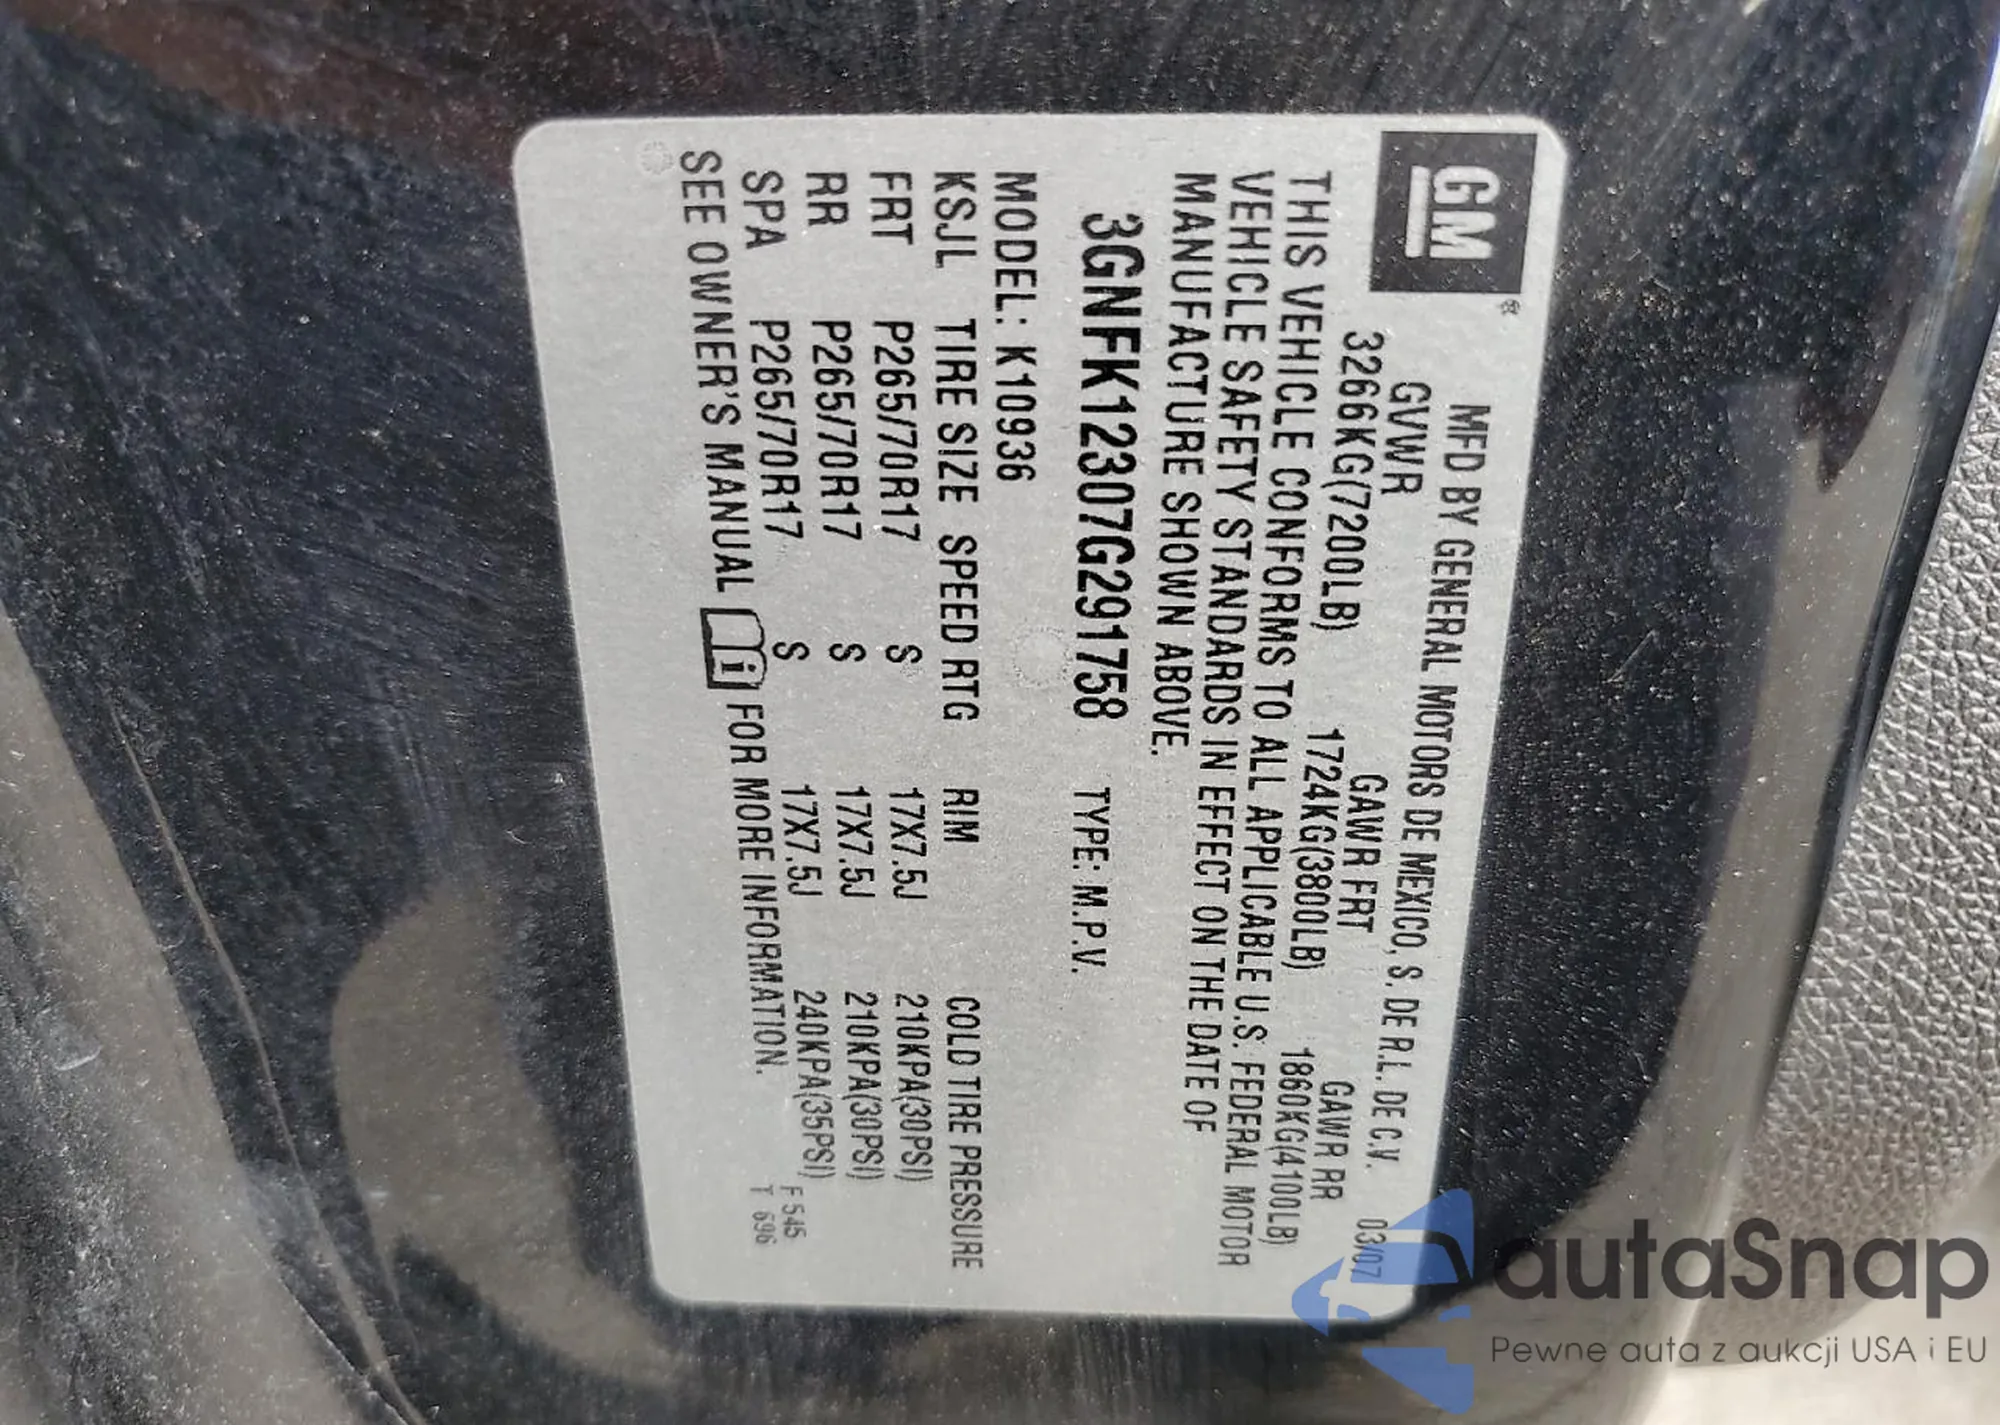 GM®
MFD BY GENERAL MOTORS DE MEXICO, S. DE R.L. DE C.V. 03/07
GVWR GAWR FRT GAWR RR
3266KG(7200LB) 1724KG(3800LB) 1860KG(4100LB)
THIS VEHICLE CONFORMS TO ALL APPLICABLE U.S. FEDERAL MOTOR
VEHICLE SAFETY STANDARDS IN EFFECT ON THE DATE OF
MANUFACTURE SHOWN ABOVE.
3GNFK12307G291758 TYPE: M.P.V.
MODEL: K10936
KSJL TIRE SIZE SPEED RTG RIM COLD TIRE PRESSURE
FRT P265/70R17 S 17X7.5J 210KPA(30PSI)
RR P265/70R17 S 17X7.5J 210KPA(30PSI)
SPA P265/70R17 S 17X7.5J 240KPA(35PSI)
SEE OWNER'S MANUAL i FOR MORE INFORMATION.
F 545
T 696
autaSnap
Pewne auta z aukcji USA i EU